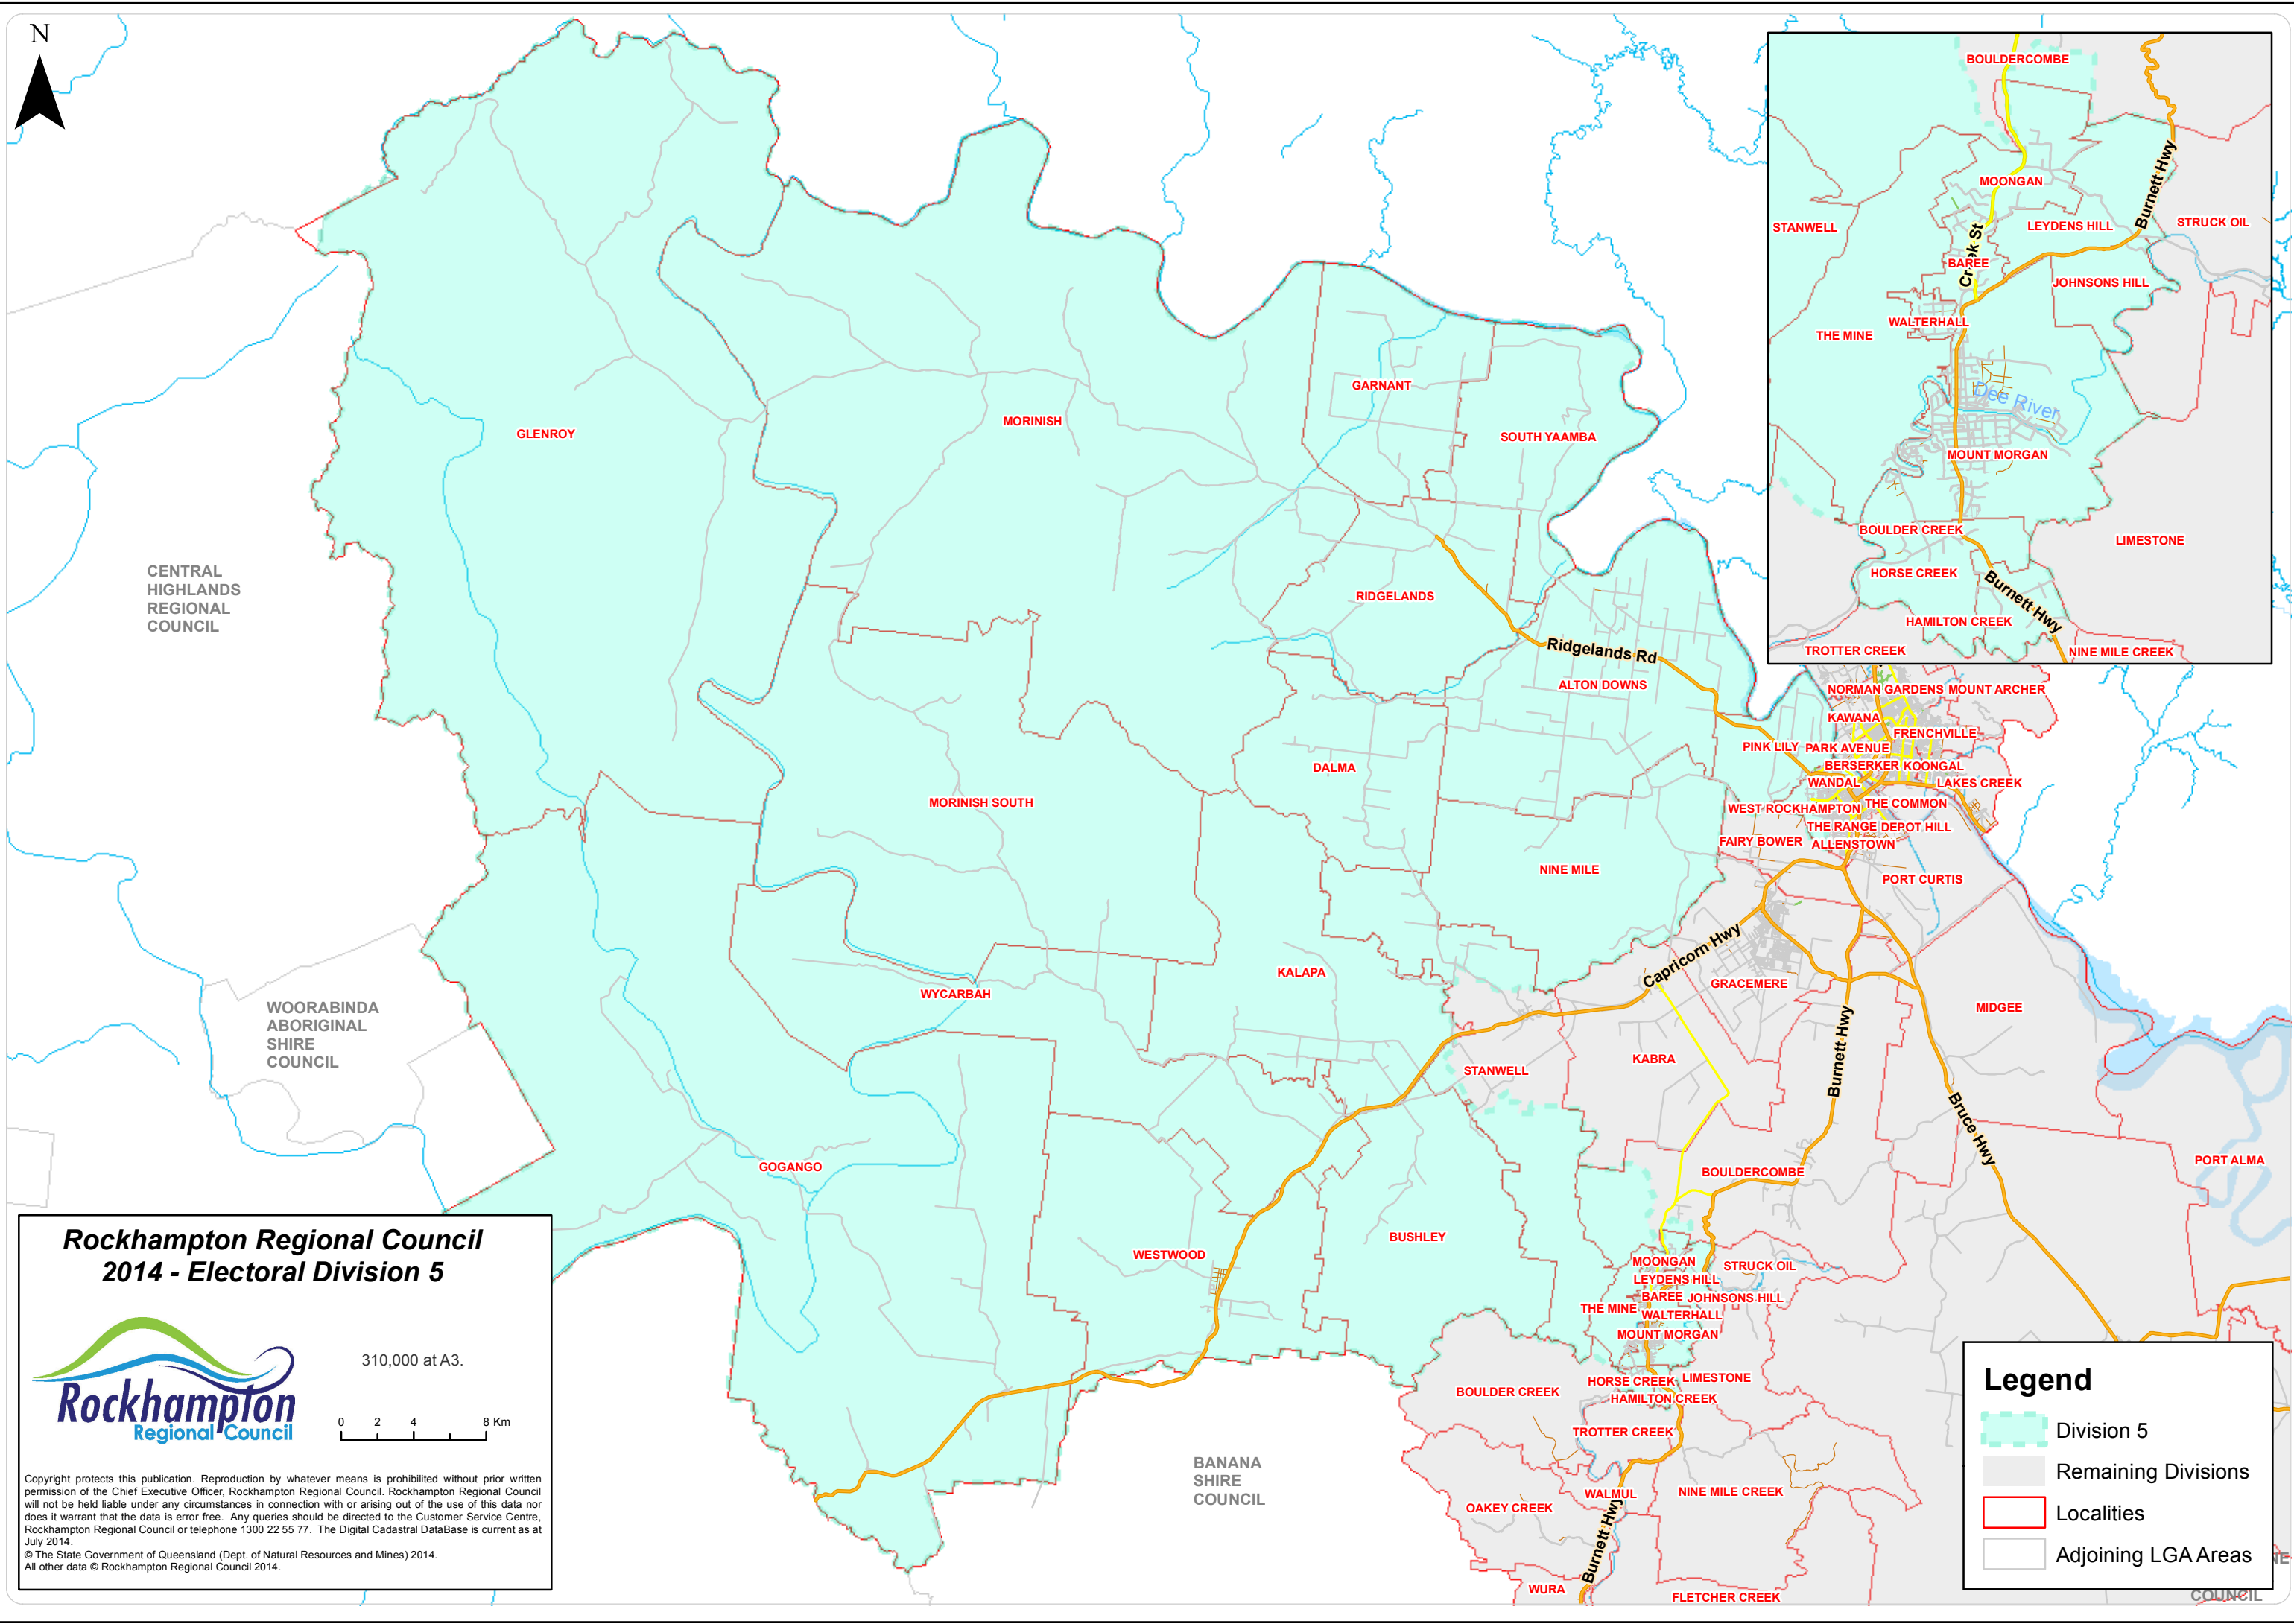 N
BOULDERCOMBE
MOONGAN
Burnett Hwy
STANWELL
LEYDENS HILL
STRUCK OIL
Creek St
BAREE
JOHNSONS HILL
WALTERHALL
THE MINE
Dee River
MOUNT MORGAN
BOULDER CREEK
LIMESTONE
HORSE CREEK
Burnett Hwy
HAMILTON CREEK
TROTTER CREEK
NINE MILE CREEK
GLENROY
MORINISH
GARNANT
SOUTH YAAMBA
CENTRAL
HIGHLANDS
REGIONAL
COUNCIL
RIDGELANDS
Ridgelands Rd
ALTON DOWNS
NORMAN GARDENS
MOUNT ARCHER
KAWANA
FRENCHVILLE
PINK LILY
PARK AVENUE
BERSERKER
KOONGAL
WANDAL
LAKES CREEK
DALMA
MORINISH SOUTH
WEST ROCKHAMPTON
THE COMMON
THE RANGE
DEPOT HILL
FAIRY BOWER
ALLENSTOWN
NINE MILE
PORT CURTIS
Capricorn Hwy
KALAPA
GRACEMERE
WYCARBAH
MIDGEE
WOORABINDA
ABORIGINAL
SHIRE
COUNCIL
STANWELL
KABRA
Burnett Hwy
Bruce Hwy
GOGANGO
BOULDERCOMBE
PORT ALMA
WESTWOOD
BUSHLEY
MOONGAN
STRUCK OIL
LEYDENS HILL
BAREE
JOHNSONS HILL
THE MINE
WALTERHALL
MOUNT MORGAN
HORSE CREEK
LIMESTONE
BOULDER CREEK
HAMILTON CREEK
TROTTER CREEK
BANANA
SHIRE
COUNCIL
WALMUL
NINE MILE CREEK
OAKEY CREEK
Burnett Hwy
WURA
FLETCHER CREEK
Rockhampton Regional Council
2014 - Electoral Division 5
310,000 at A3.
Rockhampton
Regional Council
0 2 4 8 Km
Copyright protects this publication. Reproduction by whatever means is prohibilited without prior written
permission of the Chief Executive Officer, Rockhampton Regional Council. Rockhampton Regional Council
will not be held liable under any circumstances in connection with or arising out of the use of this data nor
does it warrant that the data is error free. Any queries should be directed to the Customer Service Centre,
Rockhampton Regional Council or telephone 1300 22 55 77. The Digital Cadastral DataBase is current as at
July 2014.
© The State Government of Queensland (Dept. of Natural Resources and Mines) 2014.
All other data © Rockhampton Regional Council 2014.
Legend
Division 5
Remaining Divisions
Localities
Adjoining LGA Areas
COUNCIL